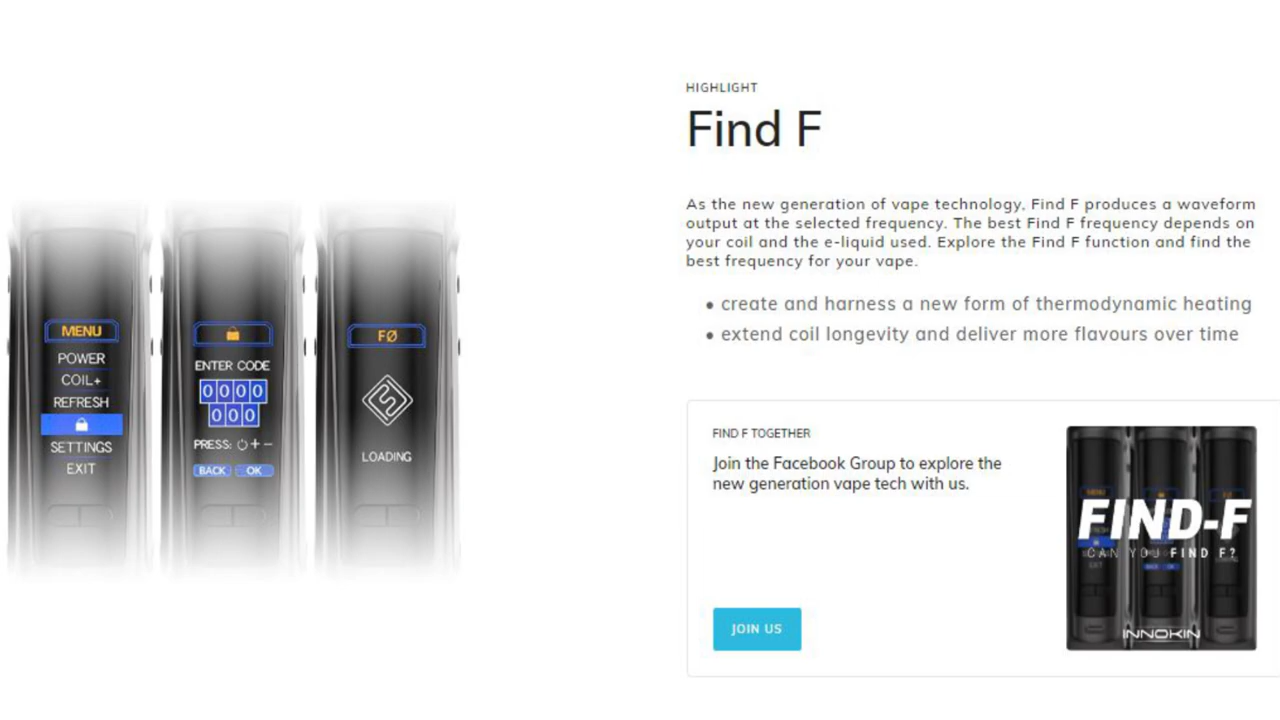 MENU
POWER
COIL+
REFRESH
SETTINGS
EXIT
ENTER CODE
0000
000
PRESS: + −
BACK OK
FØ
LOADING
HIGHLIGHT
Find F
As the new generation of vape technology, Find F produces a waveform
output at the selected frequency. The best Find F frequency depends on
your coil and the e-liquid used. Explore the Find F function and find the
best frequency for your vape.
• create and harness a new form of thermodynamic heating
• extend coil longevity and deliver more flavours over time
FIND F TOGETHER
Join the Facebook Group to explore the
new generation vape tech with us.
JOIN US
FIND-F
CAN YOU FIND F?
INNOKIN